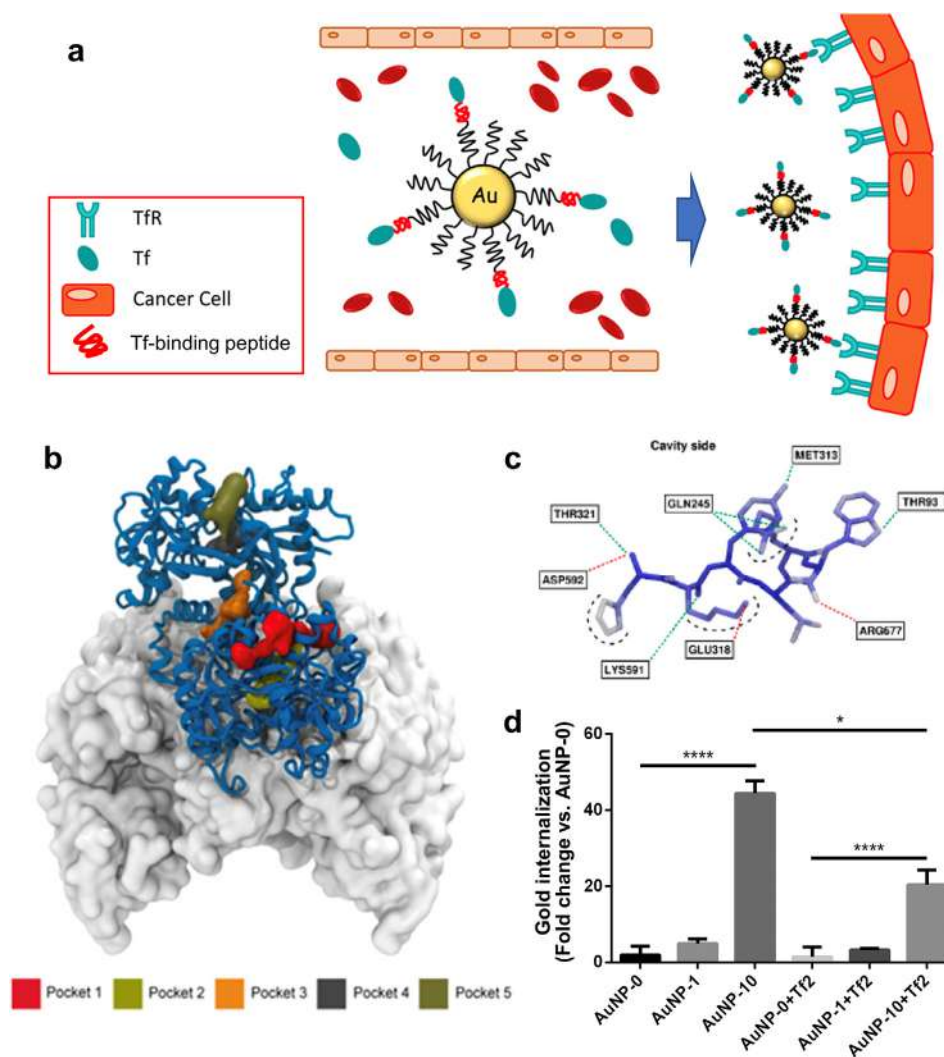 a
Au
TfR
Tf
Cancer Cell
Tf-binding peptide
b
Pocket 1
Pocket 2
Pocket 3
Pocket 4
Pocket 5
c
Cavity side
MET313
GLN245
THR93
THR321
ASP592
ARG677
GLU318
LYS591
d
Gold internalization
(Fold change vs. AuNP-0)
60
40
20
0
****
*
****
AuNP-0
AuNP-1
AuNP-10
AuNP-0+Tf2
AuNP-1+Tf2
AuNP-10+Tf2